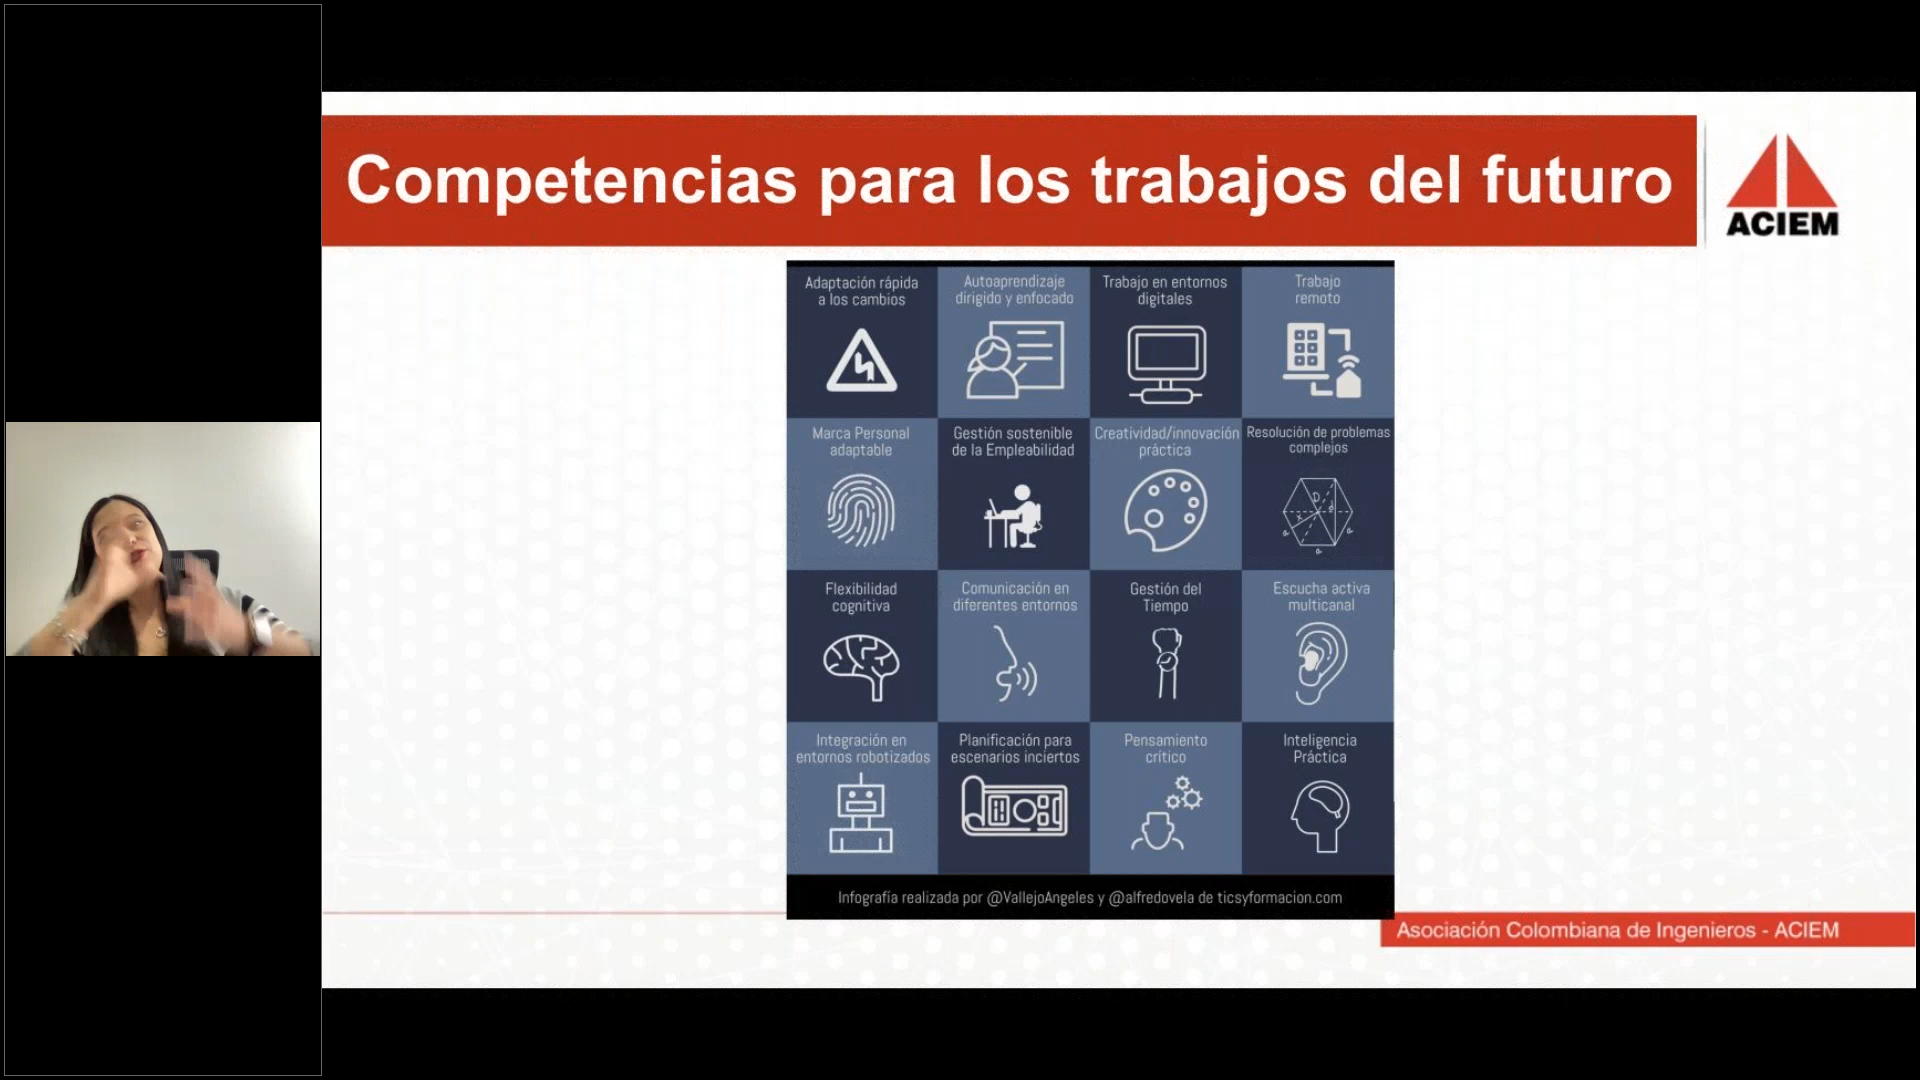 Competencias para los trabajos del futuro
ACIEM
Adaptación rápida
a los cambios
Autoaprendizaje
dirigido y enfocado
Trabajo en entornos
digitales
Trabajo
remoto
Marca Personal
adaptable
Gestión sostenible
de la Empleabilidad
Creatividad/innovación
práctica
Resolución de problemas
complejos
Flexibilidad
cognitiva
Comunicación en
diferentes entornos
Gestión del
Tiempo
Escucha activa
multicanal
Integración en
entornos robotizados
Planificación para
escenarios inciertos
Pensamiento
crítico
Inteligencia
Práctica
Infografía realizada por @VallejoAngeles y @alfredovela de ticsyformacion.com
Asociación Colombiana de Ingenieros - ACIEM